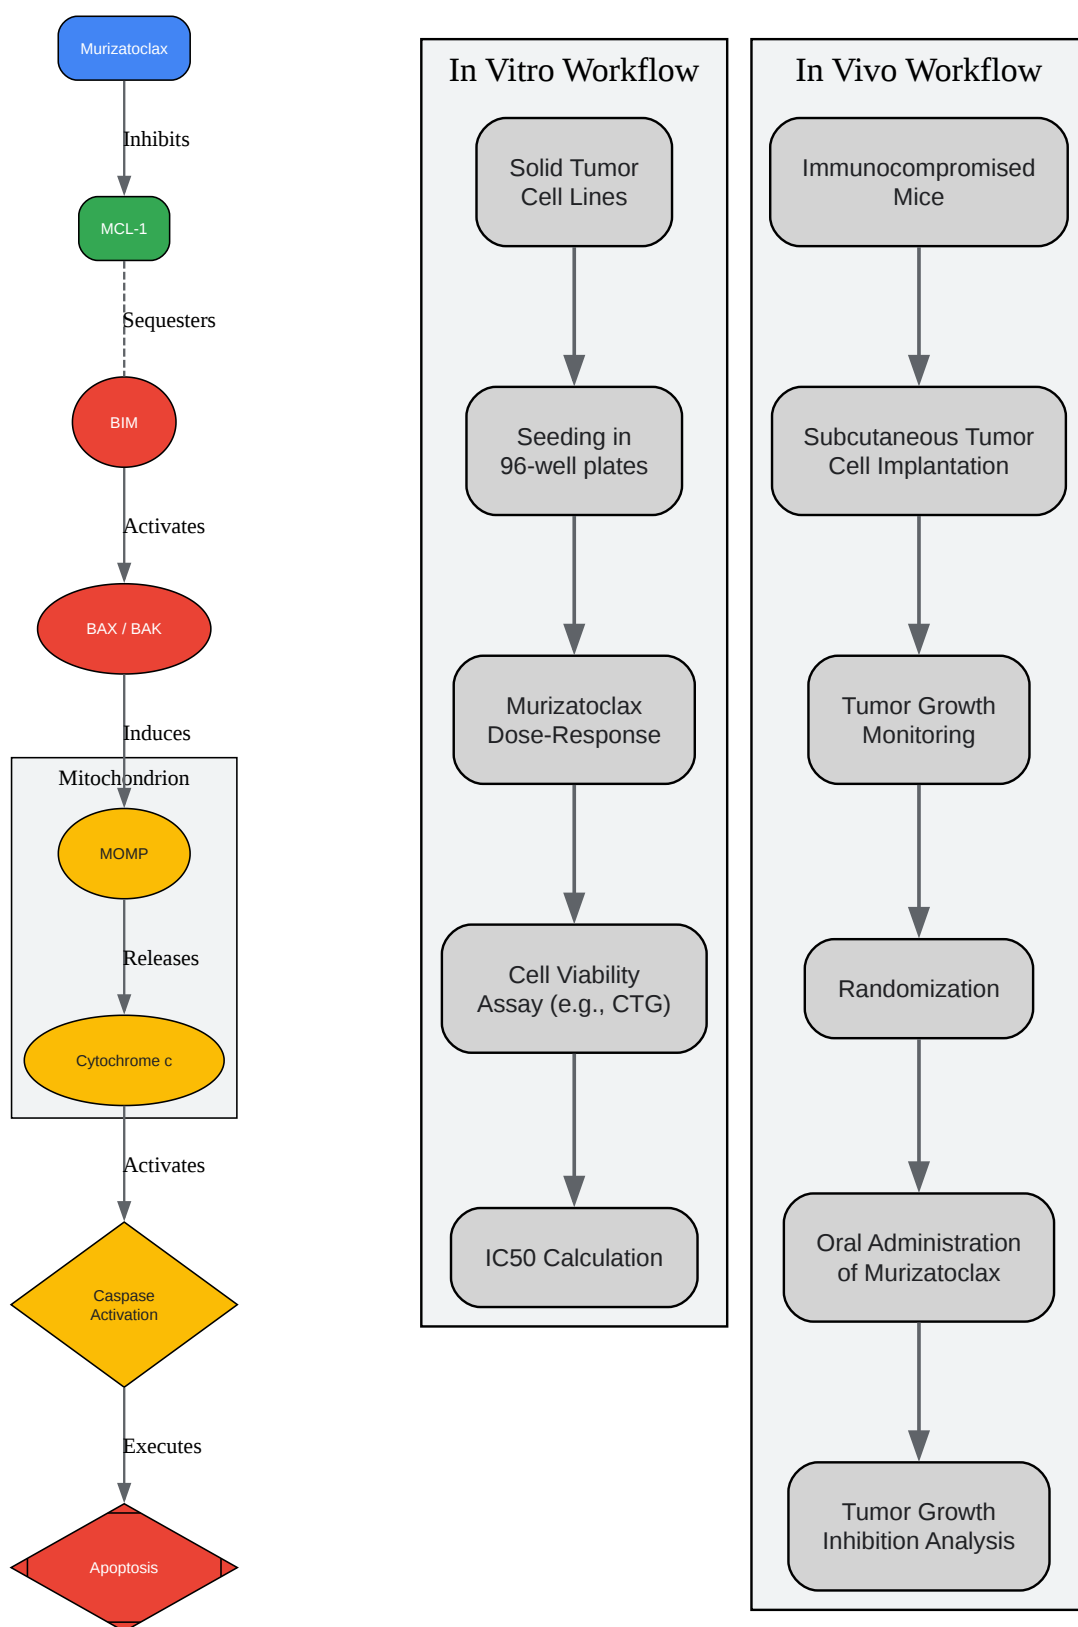 Murizatoclax
Inhibits
MCL-1
Sequesters
BIM
Activates
BAX / BAK
Induces
Mitochondrion
MOMP
Releases
Cytochrome c
Activates
Caspase
Activation
Executes
Apoptosis
In Vitro Workflow
Solid Tumor
Cell Lines
Seeding in
96-well plates
Murizatoclax
Dose-Response
Cell Viability
Assay (e.g., CTG)
IC50 Calculation
In Vivo Workflow
Immunocompromised
Mice
Subcutaneous Tumor
Cell Implantation
Tumor Growth
Monitoring
Randomization
Oral Administration
of Murizatoclax
Tumor Growth
Inhibition Analysis